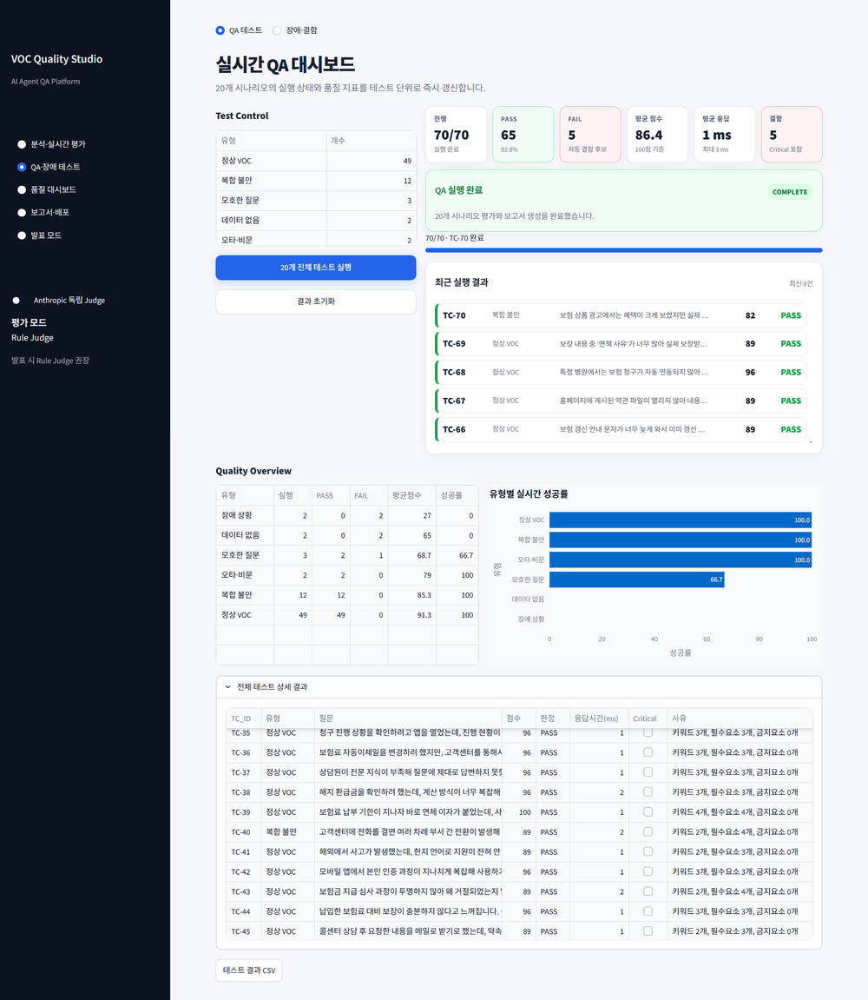 VOC Quality Studio
AI Agent QA Platform
분석·실시간 평가
QA·장애 테스트
품질 대시보드
보고서·배포
발표 모드
Anthropic 독립 Judge
평가 모드
Rule Judge
발표 시 Rule Judge 권장
QA 테스트 장애·결함
실시간 QA 대시보드
20개 시나리오의 실행 상태와 품질 지표를 테스트 단위로 즉시 갱신합니다.
Test Control
유형 개수
정상 VOC 49
복합 불만 12
모호한 질문 3
데이터 없음 2
오타·비문 2
20개 전체 테스트 실행
결과 초기화
진행
70/70
실행 완료
PASS
65
92.9%
FAIL
5
자동 결함 후보
평균 점수
86.4
100점 기준
평균 응답
1 ms
최대 3 ms
결함
5
Critical 포함
QA 실행 완료
COMPLETE
20개 시나리오 평가와 보고서 생성을 완료했습니다.
70/70 · TC-70 완료
최근 실행 결과 최신 8건
TC-70 복합 불만 보험 상품 광고에서는 혜택이 크게 보였지만 실제 … 82 PASS
TC-69 정상 VOC 보장 내용 중 '면책 사유'가 너무 많아 실제 보장받… 89 PASS
TC-68 정상 VOC 특정 병원에서는 보험 청구가 자동 연동되지 않아 … 96 PASS
TC-67 정상 VOC 홈페이지에 게시된 약관 파일이 열리지 않아 내용… 89 PASS
TC-66 정상 VOC 보험 갱신 안내 문자가 너무 늦게 와서 이미 갱신 … 89 PASS
Quality Overview
유형 실행 PASS FAIL 평균점수 성공률
장애 상황 2 0 2 27 0
데이터 없음 2 0 2 65 0
모호한 질문 3 2 1 68.7 66.7
오타·비문 2 2 0 79 100
복합 불만 12 12 0 85.3 100
정상 VOC 49 49 0 91.3 100
유형별 실시간 성공률
정상 VOC 100.0
복합 불만 100.0
오타·비문 100.0
모호한 질문 66.7
데이터 없음
장애 상황
유형
0 20 40 60 80 100
성공률
전체 테스트 상세 결과
TC_ID 유형 질문 점수 판정 응답시간(ms) Critical 사유
TC-35 정상 VOC 청구 진행 상황을 확인하려고 앱을 열었는데, 진행 현황이 96 PASS 1 키워드 3개, 필수요소 3개, 금지요소 0개
TC-36 정상 VOC 보험료 자동이체일을 변경하려 했지만, 고객센터를 통해서 96 PASS 1 키워드 3개, 필수요소 3개, 금지요소 0개
TC-37 정상 VOC 상담원이 전문 지식이 부족해 질문에 제대로 답변하지 못했 96 PASS 1 키워드 3개, 필수요소 3개, 금지요소 0개
TC-38 정상 VOC 해지 환급금을 확인하려 했는데, 계산 방식이 너무 복잡해 96 PASS 2 키워드 3개, 필수요소 3개, 금지요소 0개
TC-39 정상 VOC 보험료 납부 기한이 지나자 바로 연체 이자가 붙었는데, 사 100 PASS 1 키워드 4개, 필수요소 4개, 금지요소 0개
TC-40 복합 불만 고객센터에 전화를 걸면 여러 차례 부서 간 전환이 발생해 89 PASS 2 키워드 2개, 필수요소 3개, 금지요소 0개
TC-41 정상 VOC 해외에서 사고가 발생했는데, 현지 언어로 지원이 전혀 안 89 PASS 1 키워드 2개, 필수요소 3개, 금지요소 0개
TC-42 정상 VOC 모바일 앱에서 본인 인증 과정이 지나치게 복잡해 사용하기 96 PASS 1 키워드 3개, 필수요소 3개, 금지요소 0개
TC-43 정상 VOC 보험금 지급 심사 과정이 투명하지 않아 왜 거절되었는지 89 PASS 2 키워드 2개, 필수요소 4개, 금지요소 0개
TC-44 정상 VOC 납입한 보험료 대비 보장이 충분하지 않다고 느껴집니다. 96 PASS 1 키워드 3개, 필수요소 3개, 금지요소 0개
TC-45 정상 VOC 콜센터 상담 후 요청한 내용을 메일로 받기로 했는데, 약속 89 PASS 1 키워드 2개, 필수요소 3개, 금지요소 0개
테스트 결과 CSV